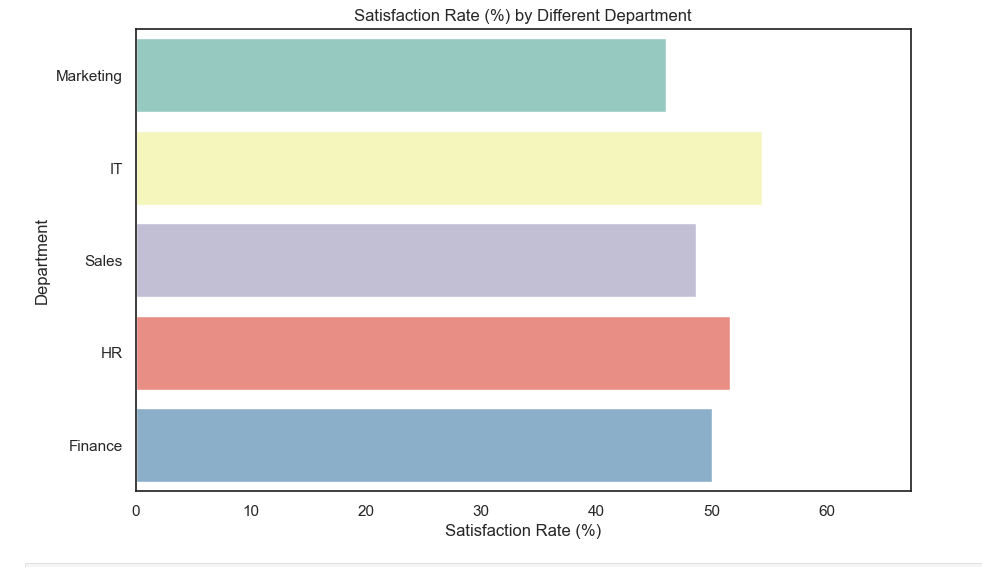 Satisfaction Rate (%) by Different Department
Marketing
IT
Sales
HR
Finance
Department
0 10 20 30 40 50 60
Satisfaction Rate (%)